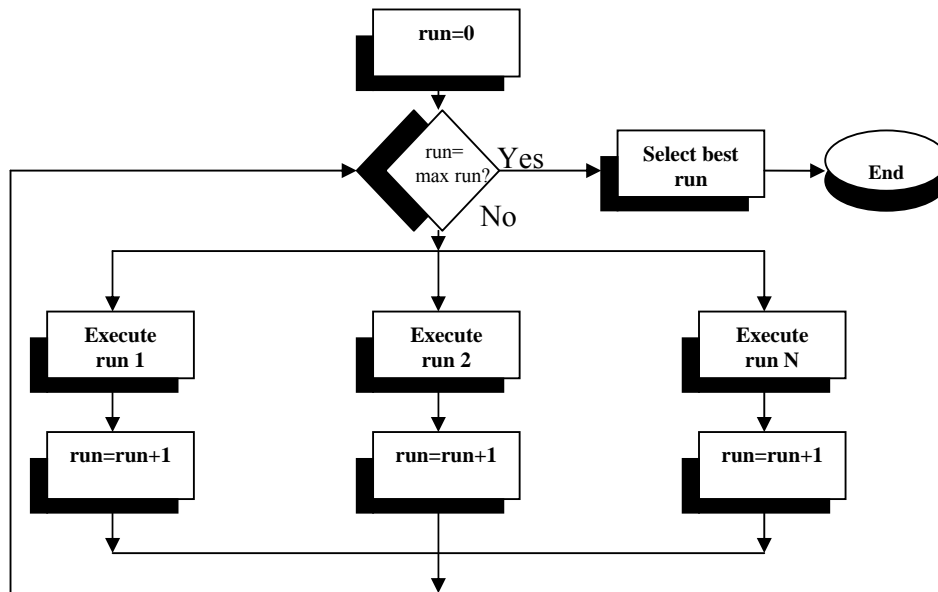 run=0
run=
max run?
Yes
No
Select best
run
End
Execute
run 1
Execute
run 2
Execute
run N
run=run+1
run=run+1
run=run+1